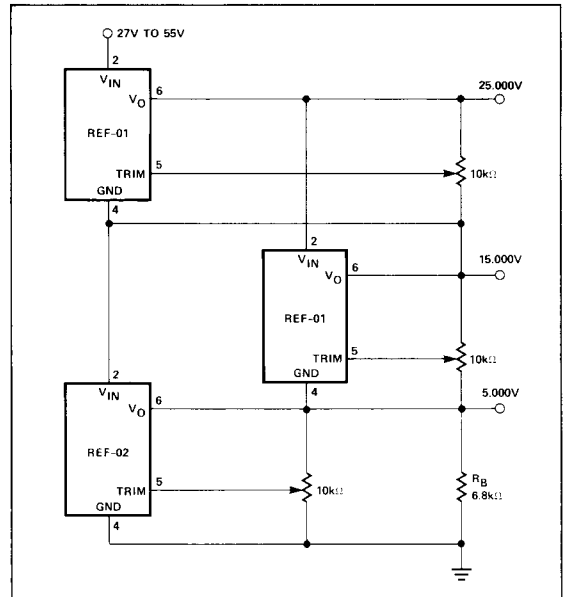 27V TO 55V
2
VIN
VO
6
25.000V
REF-01
TRIM
5
10kΩ
GND
4
2
VIN
VO
6
15.000V
REF-01
TRIM
5
10kΩ
GND
4
2
VIN
VO
6
5.000V
REF-02
TRIM
5
10kΩ
RB
6.8kΩ
GND
4